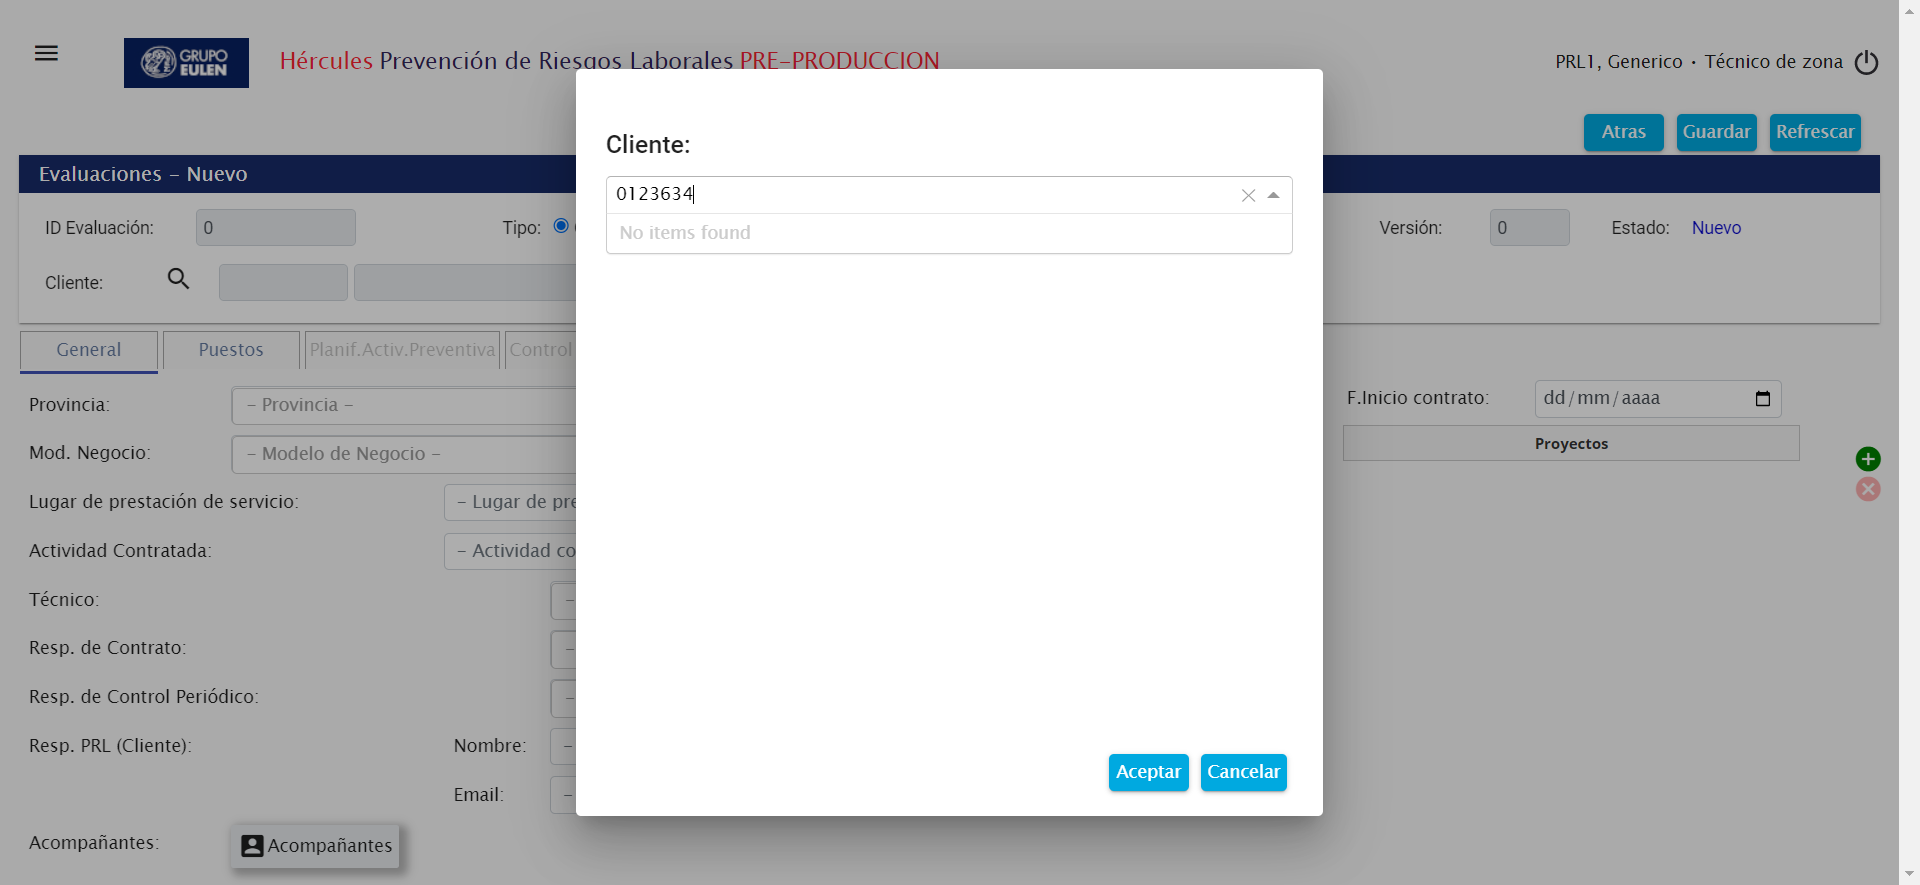 GRUPO
EULEN
Hércules Prevención de Riesgos Laborales PRE-PRODUCCION
PRL1, Generico · Técnico de zona
Atras
Guardar
Refrescar
Evaluaciones – Nuevo
ID Evaluación:
0
Tipo:
Versión:
0
Estado:
Nuevo
Cliente:
General
Puestos
Planif.Activ.Preventiva
Control
Cliente:
0123634
No items found
Aceptar
Cancelar
Provincia:
– Provincia –
F.Inicio contrato:
dd/mm/aaaa
Mod. Negocio:
– Modelo de Negocio –
Proyectos
Lugar de prestación de servicio:
– Lugar de pre
Actividad Contratada:
– Actividad co
Técnico:
–
Resp. de Contrato:
–
Resp. de Control Periódico:
–
Resp. PRL (Cliente):
Nombre:
–
Email:
–
Acompañantes:
Acompañantes